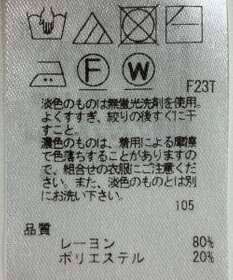 F W
F23T
淡色のものは無蛍光洗剤を使用。
よくすすぎ、絞りの後すぐに干
すこと。
濃色のものは、着用による摩擦
で色落ちすることがありますの
で、組合せの衣服にご注意くだ
さい。また、淡色のものとは別
にお洗い下さい。
105
品質
レーヨン 80%
ポリエステル 20%